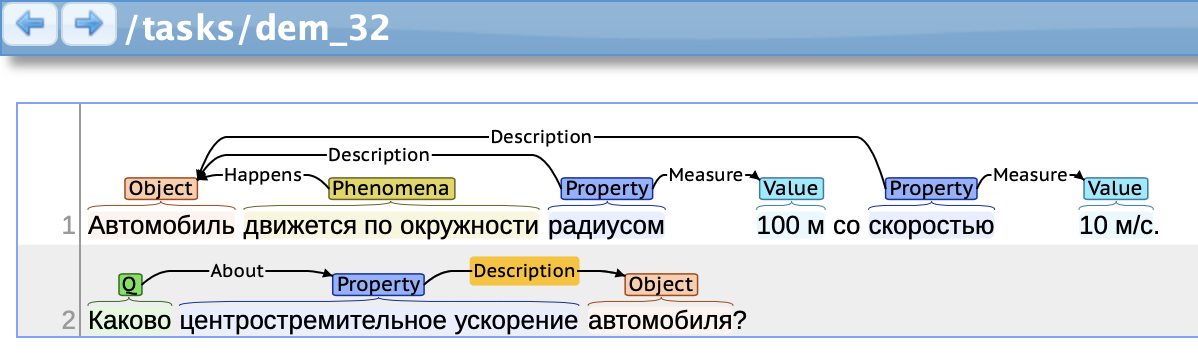 /tasks/dem_32
Description
Description
Happens Measure Measure
Object Phenomena Property Value Property Value
1 Автомобиль движется по окружности радиусом 100 м со скоростью 10 м/с.
About Description
Q Property Object
2 Каково центростремительное ускорение автомобиля?